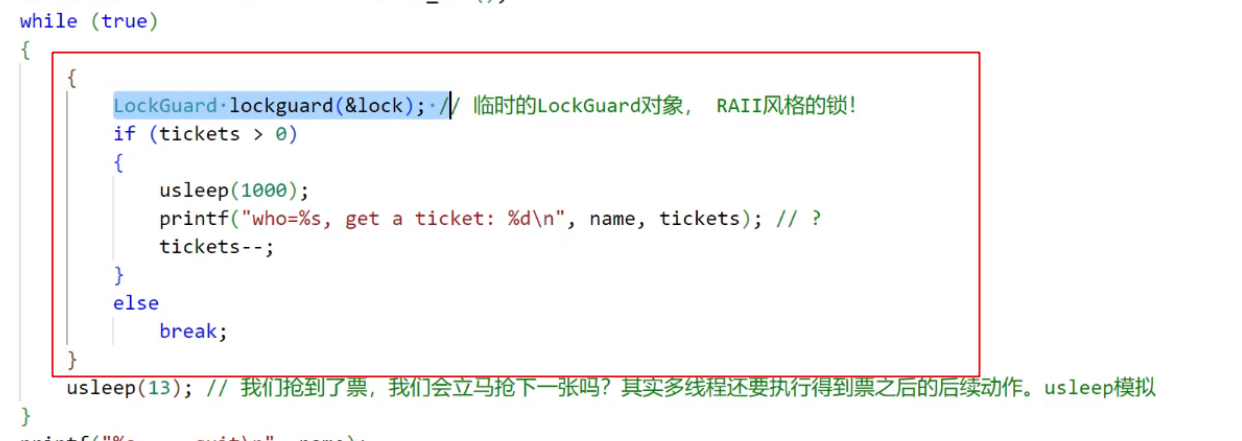 while (true)
{
{
LockGuard lockguard(&lock); // 临时的LockGuard对象， RAII风格的锁！
if (tickets > 0)
{
usleep(1000);
printf("who=%s, get a ticket: %d\n", name, tickets); // ?
tickets--;
}
else
break;
}
usleep(13); // 我们抢到了票，我们会立马抢下一张吗？其实多线程还要执行得到票之后的后续动作。usleep模拟
}